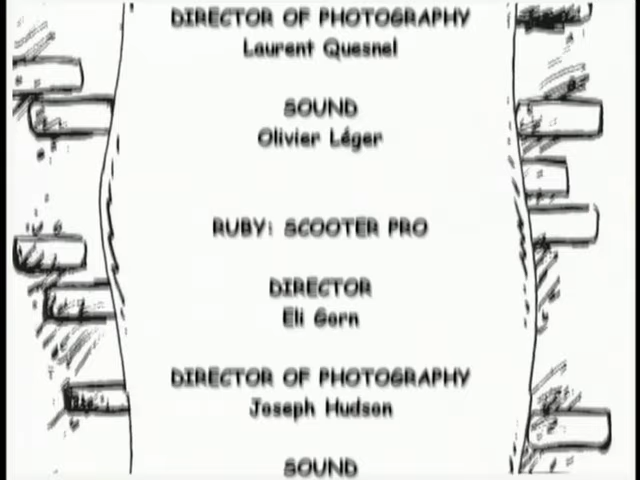 DIRECTOR OF PHOTOGRAPHY
Laurent Quesnel
SOUND
Olivier Léger
RUBY: SCOOTER PRO
DIRECTOR
Eli Gorn
DIRECTOR OF PHOTOGRAPHY
Joseph Hudson
SOUND